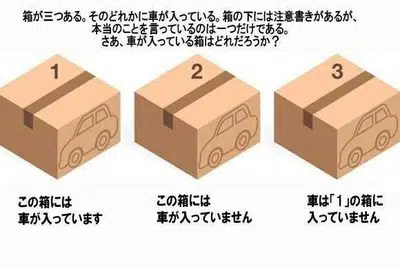 箱が三つある。そのどれかに車が入っている。箱の下には注意書きがあるが、
本当のことを言っているのは一つだけである。
さあ、車が入っている箱はどれだろうか？
1
2
3
この箱には
車が入っています
この箱には
車が入っていません
車は「1」の箱に
入っていません